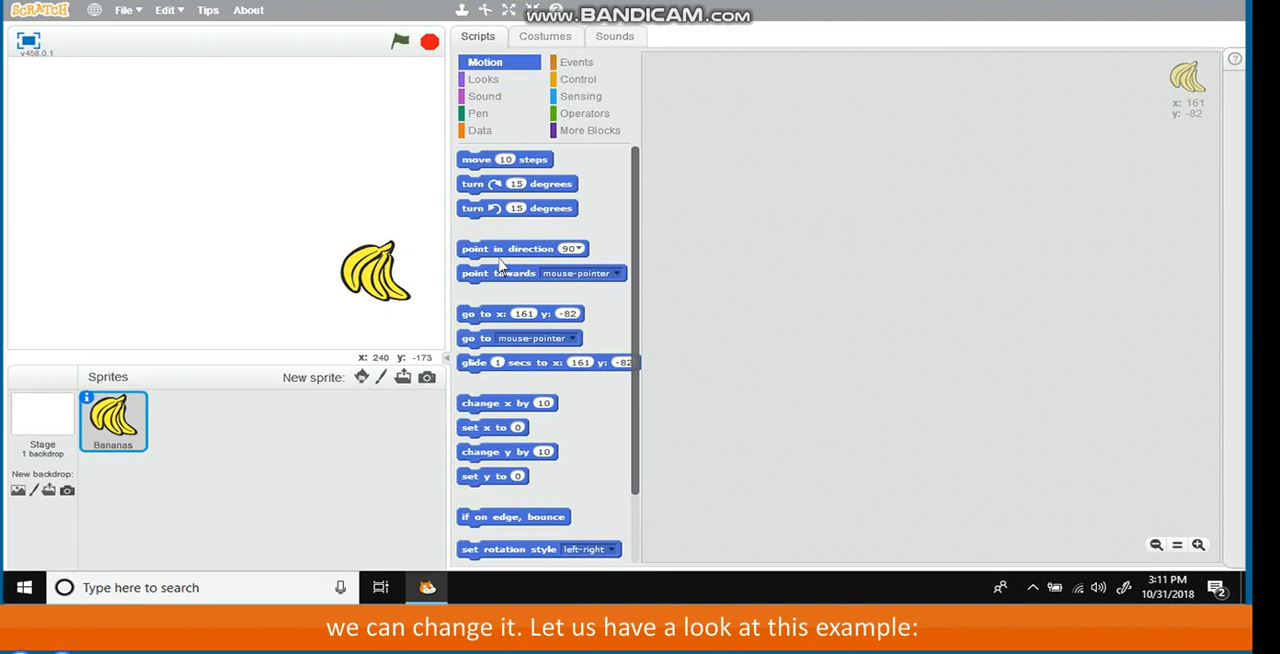 SCRATCH File▼ Edit▼ Tips About
www.BANDICAM.com
v458.0.1
Scripts Costumes Sounds
Motion Events
Looks Control
Sound Sensing
Pen Operators
Data More Blocks
x: 161
y: -82
move 10 steps
turn 15 degrees
turn 15 degrees
point in direction 90▼
point towards mouse-pointer
go to x: 161 y: -82
go to mouse-pointer
glide 1 secs to x: 161 y: -82
change x by 10
set x to 0
change y by 10
set y to 0
if on edge, bounce
set rotation style left-right
x: 240 y: -173
Sprites New sprite:
Stage
1 backdrop
New backdrop:
Bananas
Type here to search
3:11 PM
10/31/2018
2
we can change it. Let us have a look at this example: